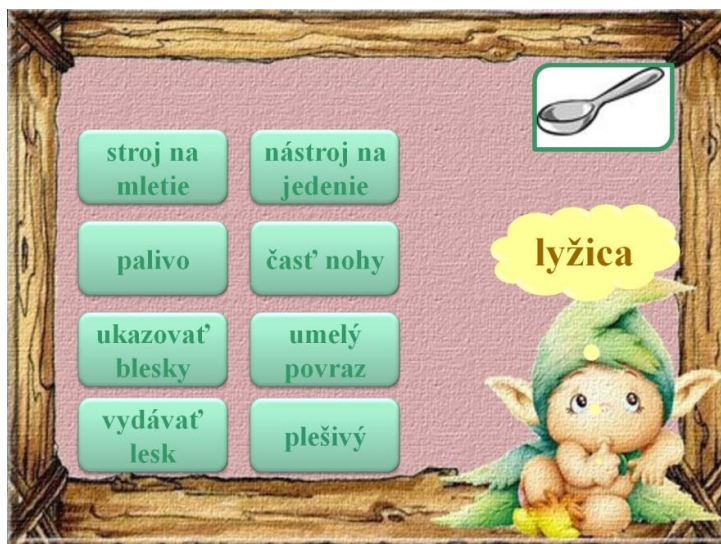 stroj na
mletie
nástroj na
jedenie
palivo
časť nohy
lyžica
ukazovať
blesky
umelý
povraz
vydávať
lesk
plešivý